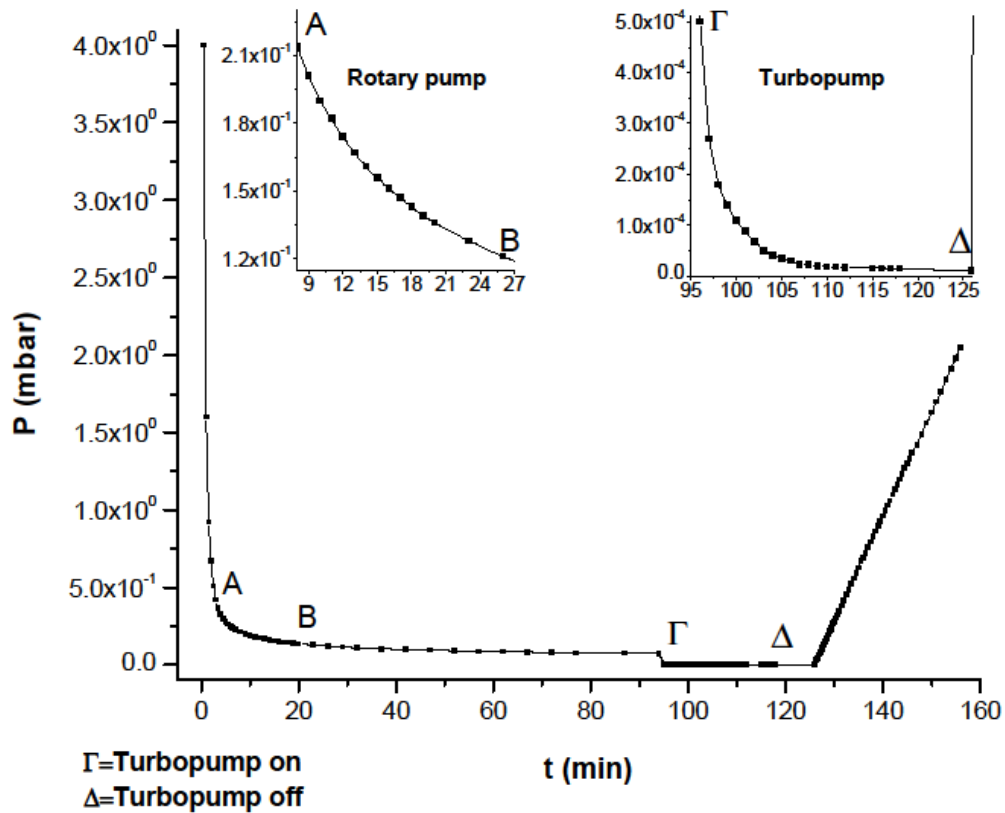 P (mbar)
4.0x10⁰
3.5x10⁰
3.0x10⁰
2.5x10⁰
2.0x10⁰
1.5x10⁰
1.0x10⁰
5.0x10⁻¹
0.0
A
B
Γ
Δ
0 20 40 60 80 100 120 140 160
t (min)
Γ=Turbopump on
Δ=Turbopump off
A
Rotary pump
B
2.1x10⁻¹
1.8x10⁻¹
1.5x10⁻¹
1.2x10⁻¹
9 12 15 18 21 24 27
Γ
Turbopump
Δ
5.0x10⁻⁴
4.0x10⁻⁴
3.0x10⁻⁴
2.0x10⁻⁴
1.0x10⁻⁴
0.0
95 100 105 110 115 120 125